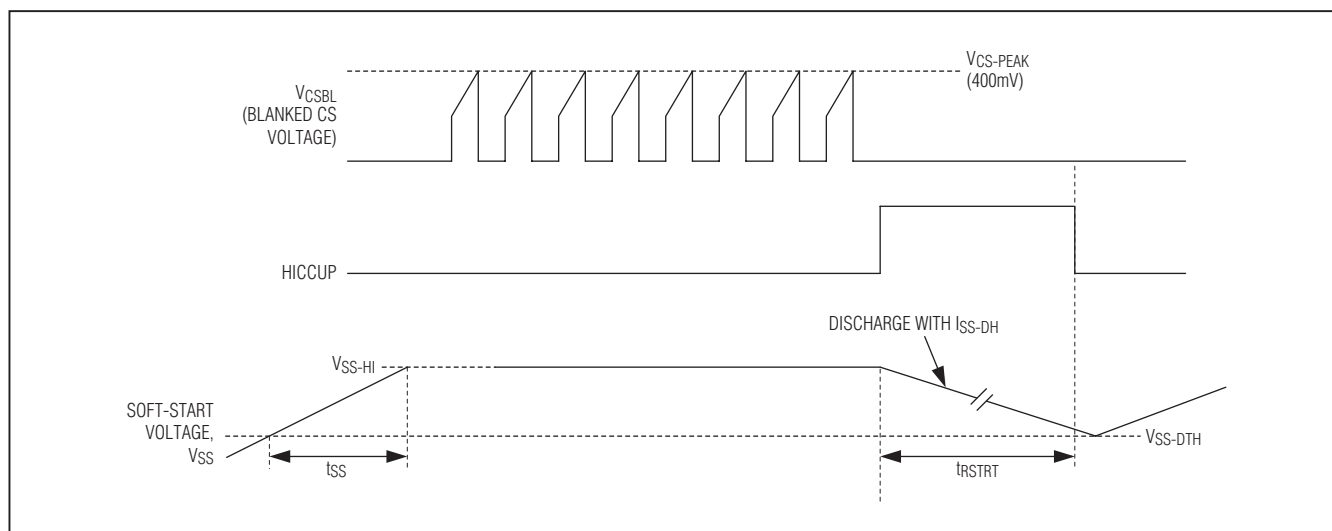 VCS-PEAK
(400mV)
VCSBL
(BLANKED CS
VOLTAGE)
HICCUP
DISCHARGE WITH ISS-DH
VSS-HI
SOFT-START
VOLTAGE,
VSS
VSS-DTH
tSS
tRSTRT